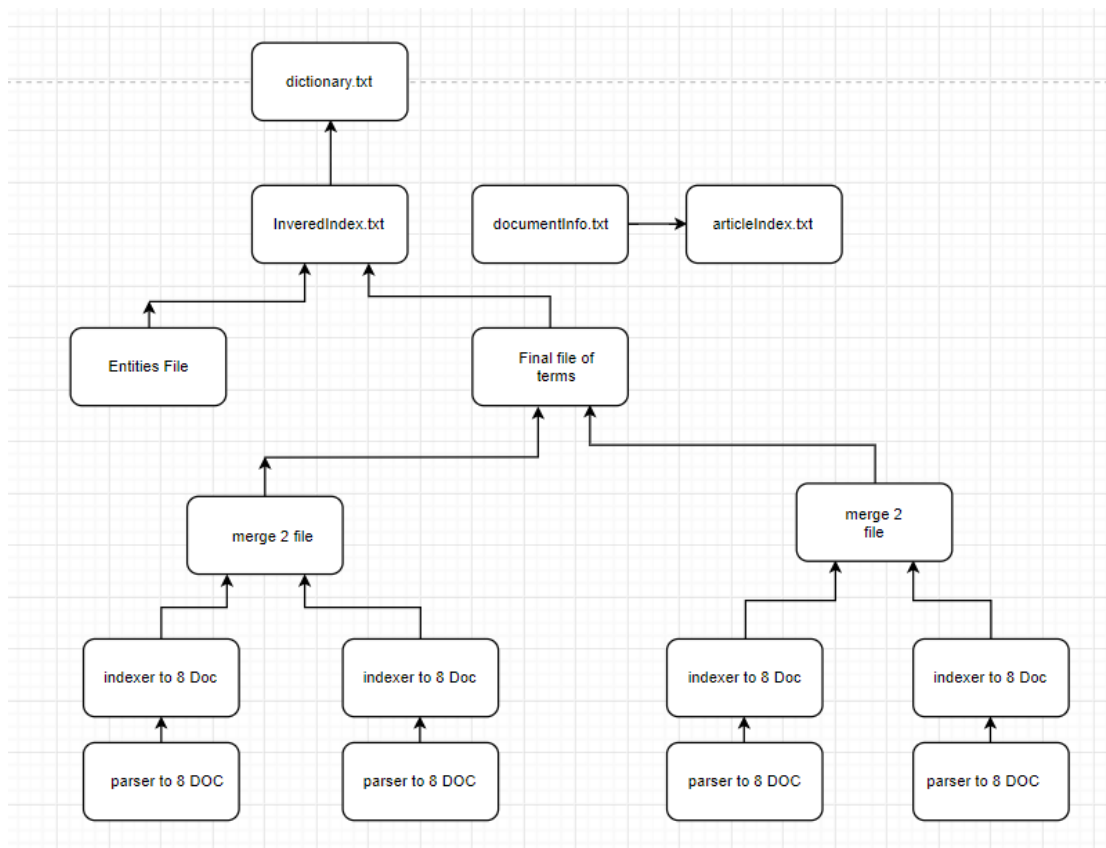 dictionary.txt
InveredIndex.txt
documentInfo.txt
articleIndex.txt
Entities File
Final file of
terms
merge 2 file
merge 2
file
indexer to 8 Doc
indexer to 8 Doc
indexer to 8 Doc
indexer to 8 Doc
parser to 8 DOC
parser to 8 DOC
parser to 8 DOC
parser to 8 DOC